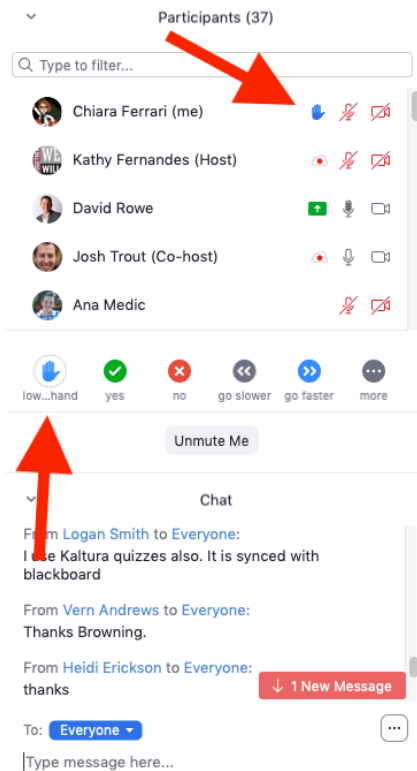 Participants (37)
Type to filter...
Chiara Ferrari (me)
WE
WILL
Kathy Fernandes (Host)
David Rowe
Josh Trout (Co-host)
Ana Medic
low...hand yes no go slower go faster more
Unmute Me
Chat
From Logan Smith to Everyone:
I use Kaltura quizzes also. It is synced with
blackboard
From Vern Andrews to Everyone:
Thanks Browning.
From Heidi Erickson to Everyone:
thanks
↓ 1 New Message
To: Everyone
Type message here...